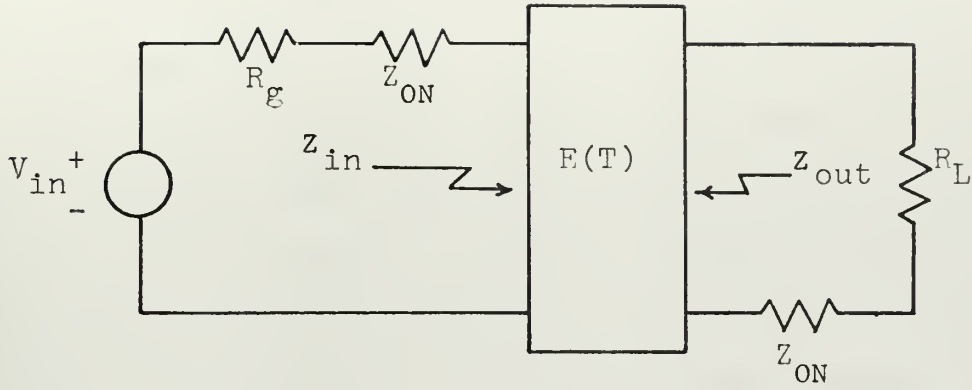 R_g
Z_ON
V_in
+
-
Z_in
E(T)
Z_out
R_L
Z_ON